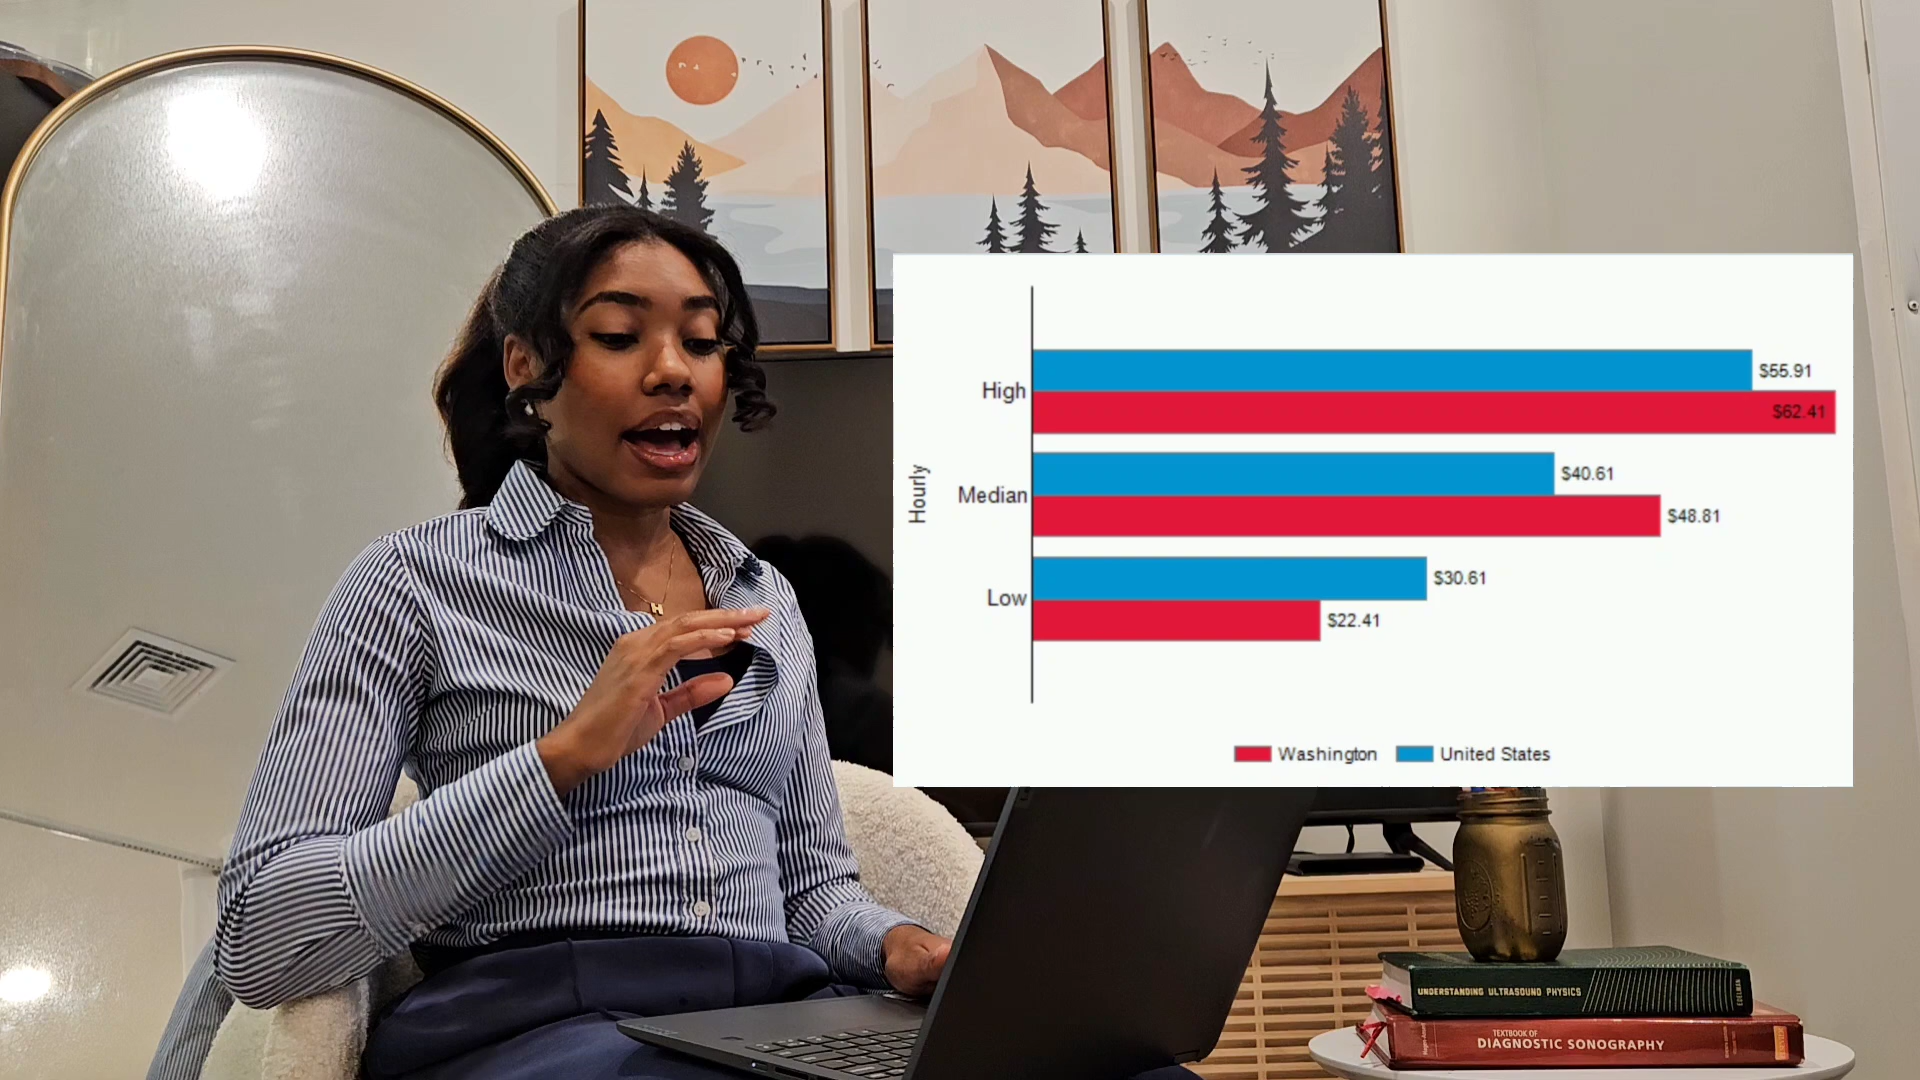 High
$55.91
$62.41
Hourly
Median
$40.61
$48.81
Low
$30.61
$22.41
Washington United States
H
UNDERSTANDING ULTRASOUND PHYSICS
EDELMAN
TEXTBOOK OF
DIAGNOSTIC SONOGRAPHY